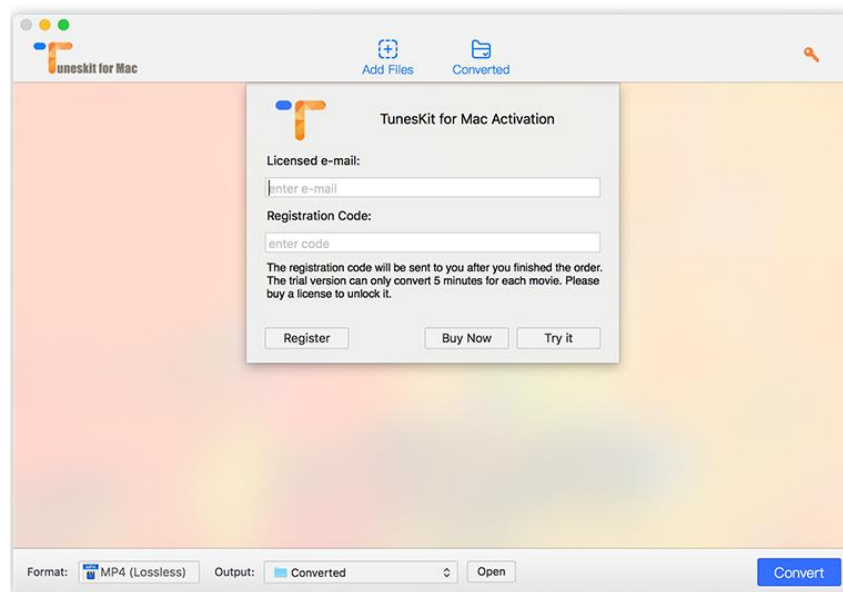 Tuneskit for Mac
Add Files
Converted
TunesKit for Mac Activation
Licensed e-mail:
enter e-mail
Registration Code:
enter code
The registration code will be sent to you after you finished the order.
The trial version can only convert 5 minutes for each movie. Please
buy a license to unlock it.
Register
Buy Now
Try it
Format:
MP4 (Lossless)
Output:
Converted
Open
Convert